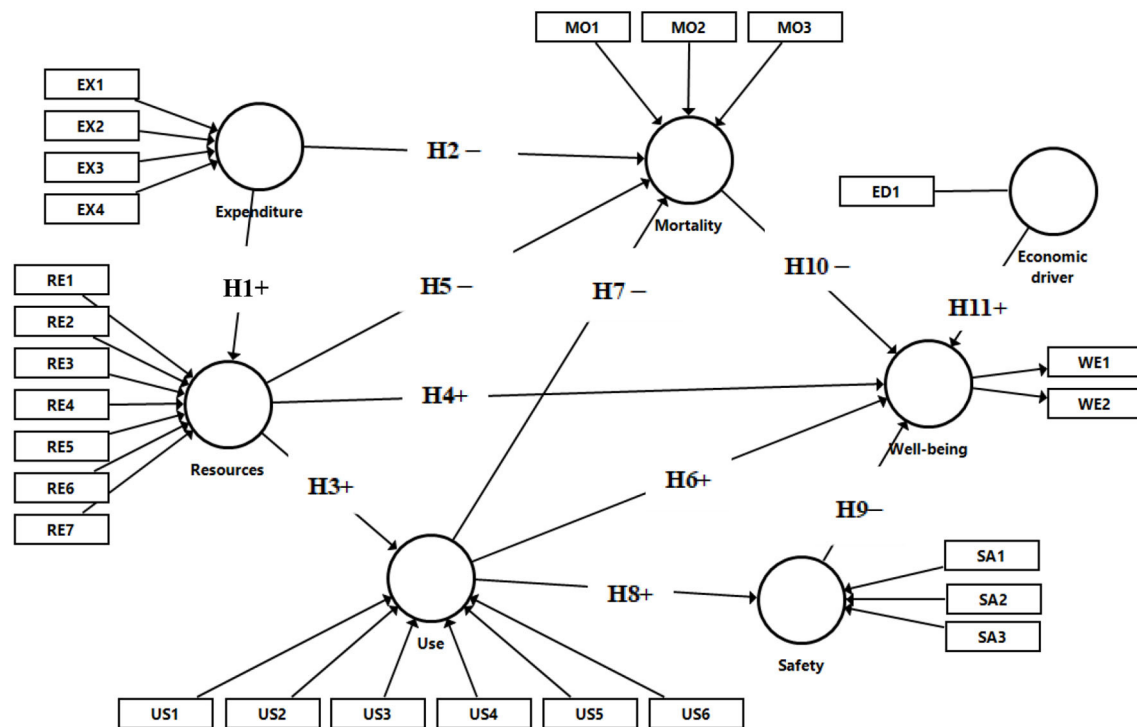 MO1
MO2
MO3
EX1
EX2
EX3
EX4
Expenditure
H2 –
Mortality
ED1
Economic
driver
RE1
RE2
RE3
RE4
RE5
RE6
RE7
H1+
H5 –
H7 –
H10 –
H11+
Resources
H4+
WE1
WE2
Well-being
H3+
H6+
H9–
Use
H8+
SA1
SA2
SA3
Safety
US1
US2
US3
US4
US5
US6